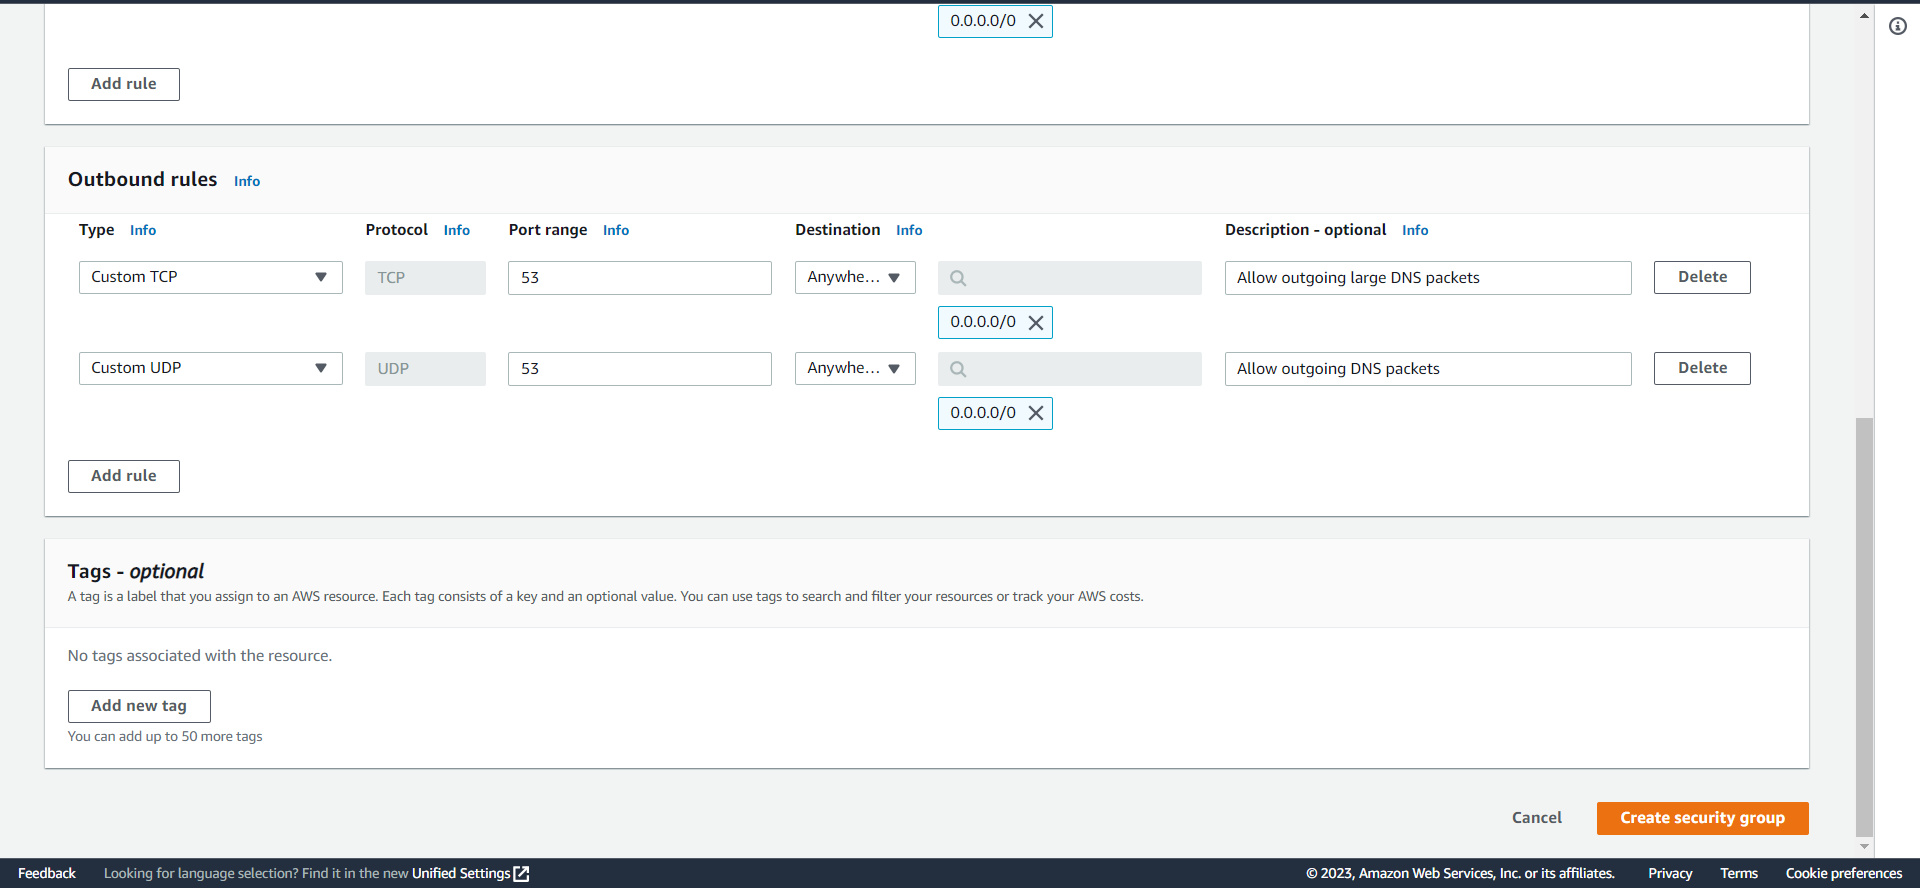 0.0.0.0/0
Add rule
Outbound rules Info
Type Info Protocol Info Port range Info Destination Info Description - optional Info
Custom TCP TCP 53 Anywhe... Allow outgoing large DNS packets Delete
0.0.0.0/0
Custom UDP UDP 53 Anywhe... Allow outgoing DNS packets Delete
0.0.0.0/0
Add rule
Tags - optional
A tag is a label that you assign to an AWS resource. Each tag consists of a key and an optional value. You can use tags to search and filter your resources or track your AWS costs.
No tags associated with the resource.
Add new tag
You can add up to 50 more tags
Cancel Create security group
Feedback Looking for language selection? Find it in the new Unified Settings © 2023, Amazon Web Services, Inc. or its affiliates. Privacy Terms Cookie preferences